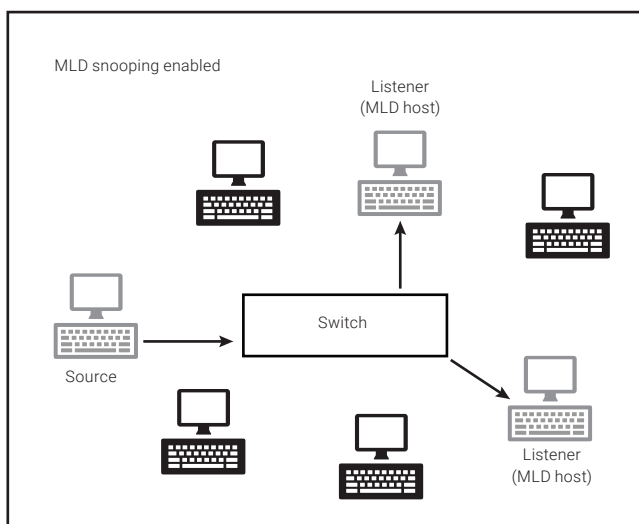 MLD snooping enabled
Listener
(MLD host)
Switch
Source
Listener
(MLD host)